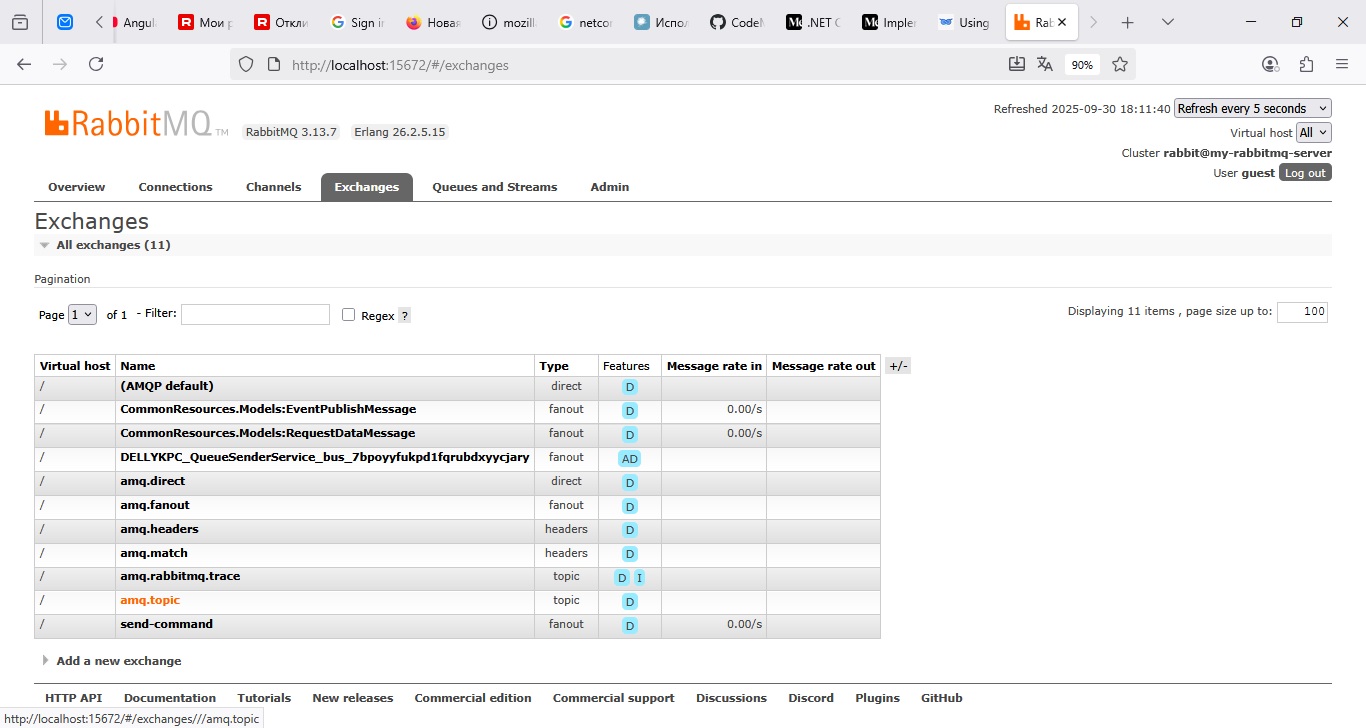 Angula
Мои р
Откли
Sign in
Новая
mozill
netcor
Испол
CodeM
.NET C
Impler
Using
Rab
http://localhost:15672/#/exchanges
90%
RabbitMQ TM
RabbitMQ 3.13.7 Erlang 26.2.5.15
Refreshed 2025-09-30 18:11:40 Refresh every 5 seconds
Virtual host All
Cluster rabbit@my-rabbitmq-server
User guest Log out
Overview Connections Channels Exchanges Queues and Streams Admin
Exchanges
All exchanges (11)
Pagination
Page 1 of 1 - Filter: Regex ?
Displaying 11 items , page size up to: 100
Virtual host Name Type Features Message rate in Message rate out +/-
/ (AMQP default) direct D
/ CommonResources.Models:EventPublishMessage fanout D 0.00/s
/ CommonResources.Models:RequestDataMessage fanout D 0.00/s
/ DELLYKPC_QueueSenderService_bus_7bpoyyfukpd1fqrubdxyycjary fanout AD
/ amq.direct direct D
/ amq.fanout fanout D
/ amq.headers headers D
/ amq.match headers D
/ amq.rabbitmq.trace topic D I
/ amq.topic topic D
/ send-command fanout D 0.00/s
Add a new exchange
HTTP API Documentation Tutorials New releases Commercial edition Commercial support Discussions Discord Plugins GitHub
http://localhost:15672/#/exchanges///amq.topic